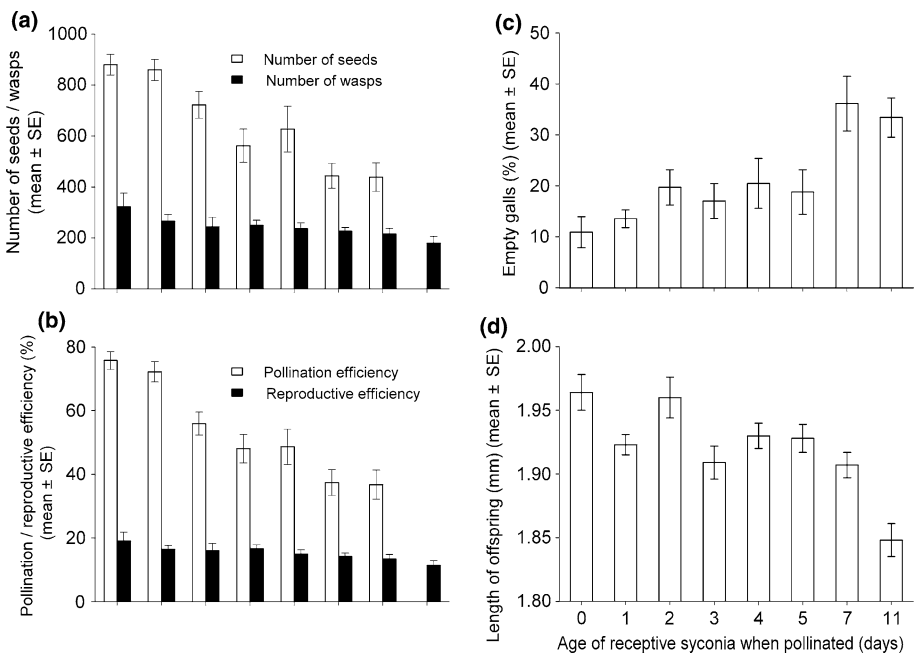 (a)
Number of seeds / wasps
(mean ± SE)
1000
800
600
400
200
0
Number of seeds
Number of wasps
(b)
Pollination / reproductive efficiency (%)
(mean ± SE)
80
60
40
20
0
Pollination efficiency
Reproductive efficiency
(c)
Empty galls (%) (mean ± SE)
50
40
30
20
10
0
(d)
Length of offspring (mm) (mean ± SE)
2.00
1.95
1.90
1.85
1.80
0 1 2 3 4 5 7 11
Age of receptive syconia when pollinated (days)